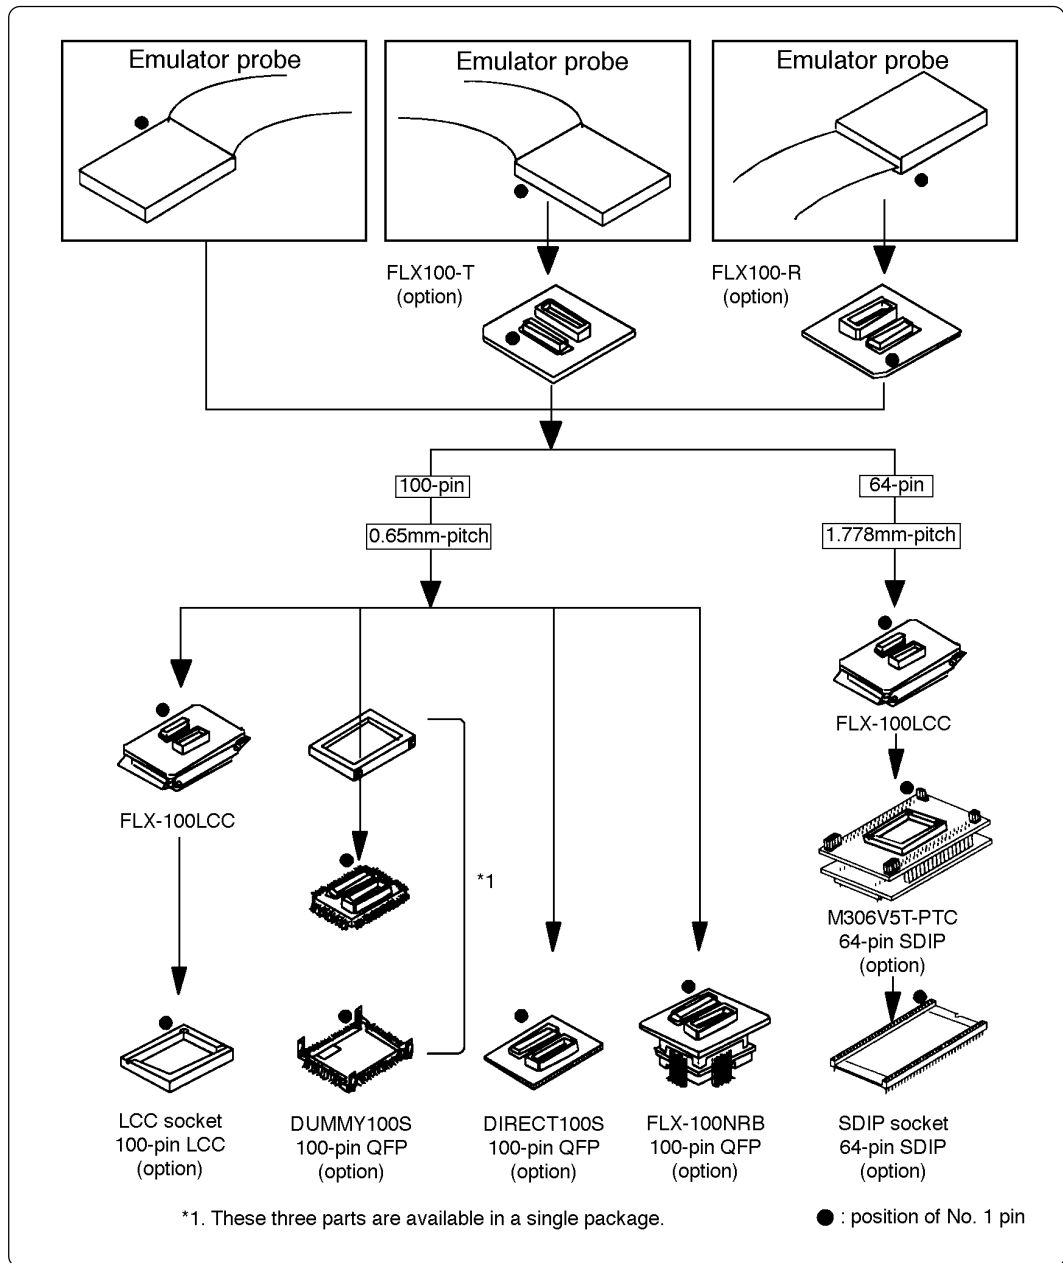 Emulator probe
Emulator probe
Emulator probe
FLX100-T
(option)
FLX100-R
(option)
100-pin
64-pin
0.65mm-pitch
1.778mm-pitch
FLX-100LCC
FLX-100LCC
*1
M306V5T-PTC
64-pin SDIP
(option)
LCC socket
100-pin LCC
(option)
DUMMY100S
100-pin QFP
(option)
DIRECT100S
100-pin QFP
(option)
FLX-100NRB
100-pin QFP
(option)
SDIP socket
64-pin SDIP
(option)
*1. These three parts are available in a single package.
: position of No. 1 pin